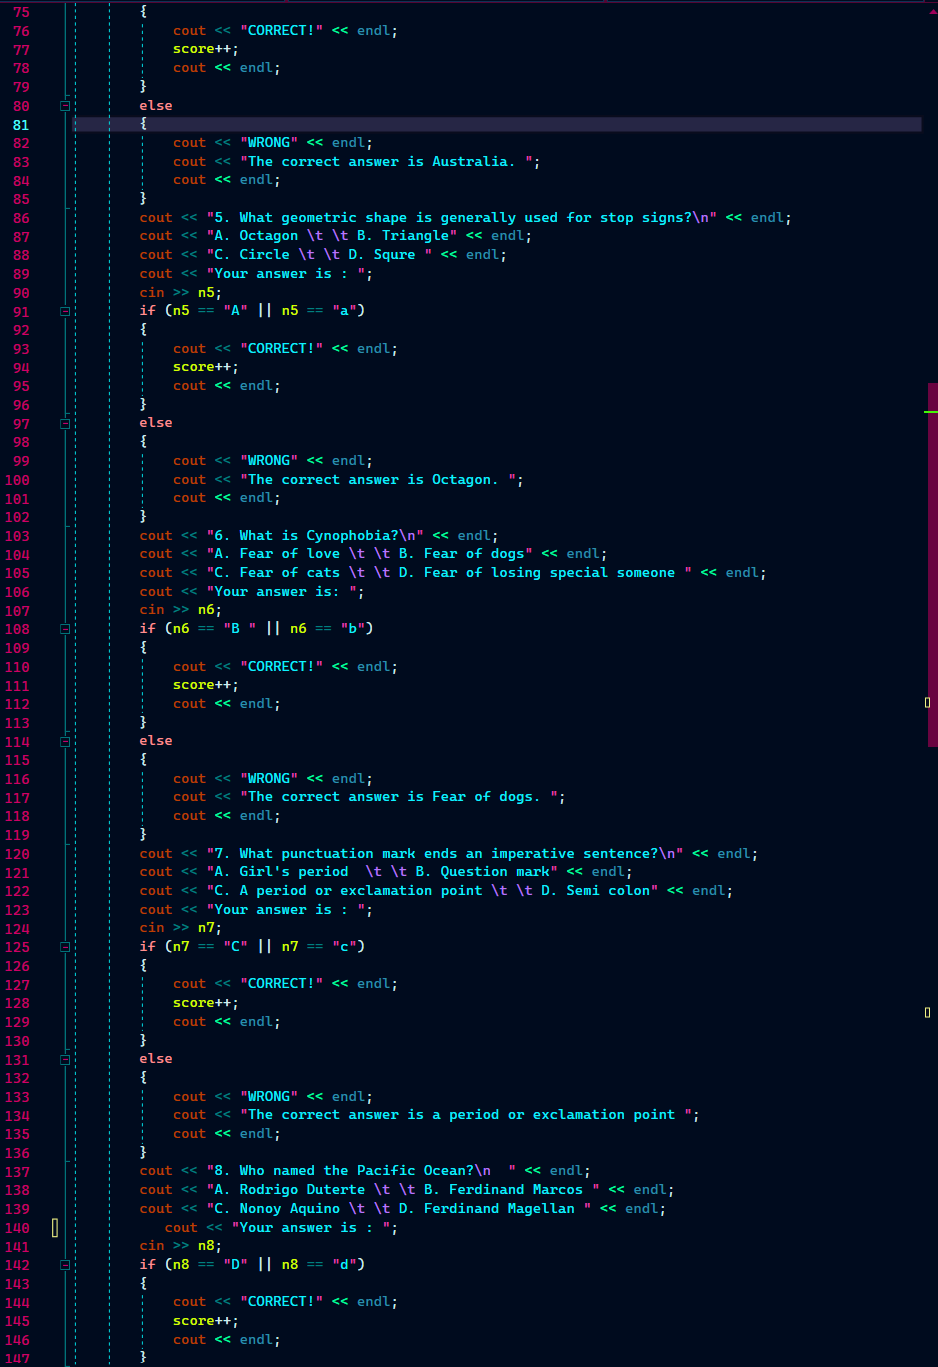 75 {
76 cout << "CORRECT!" << endl;
77 score++;
78 cout << endl;
79 }
80 else
81 {
82 cout << "WRONG" << endl;
83 cout << "The correct answer is Australia. ";
84 cout << endl;
85 }
86 cout << "5. What geometric shape is generally used for stop signs?\n" << endl;
87 cout << "A. Octagon \t \t B. Triangle" << endl;
88 cout << "C. Circle \t \t D. Squre " << endl;
89 cout << "Your answer is : ";
90 cin >> n5;
91 if (n5 == "A" || n5 == "a")
92 {
93 cout << "CORRECT!" << endl;
94 score++;
95 cout << endl;
96 }
97 else
98 {
99 cout << "WRONG" << endl;
100 cout << "The correct answer is Octagon. ";
101 cout << endl;
102 }
103 cout << "6. What is Cynophobia?\n" << endl;
104 cout << "A. Fear of love \t \t B. Fear of dogs" << endl;
105 cout << "C. Fear of cats \t \t D. Fear of losing special someone " << endl;
106 cout << "Your answer is: ";
107 cin >> n6;
108 if (n6 == "B " || n6 == "b")
109 {
110 cout << "CORRECT!" << endl;
111 score++;
112 cout << endl;
113 }
114 else
115 {
116 cout << "WRONG" << endl;
117 cout << "The correct answer is Fear of dogs. ";
118 cout << endl;
119 }
120 cout << "7. What punctuation mark ends an imperative sentence?\n" << endl;
121 cout << "A. Girl's period  \t \t B. Question mark" << endl;
122 cout << "C. A period or exclamation point \t \t D. Semi colon" << endl;
123 cout << "Your answer is : ";
124 cin >> n7;
125 if (n7 == "C" || n7 == "c")
126 {
127 cout << "CORRECT!" << endl;
128 score++;
129 cout << endl;
130 }
131 else
132 {
133 cout << "WRONG" << endl;
134 cout << "The correct answer is a period or exclamation point ";
135 cout << endl;
136 }
137 cout << "8. Who named the Pacific Ocean?\n  " << endl;
138 cout << "A. Rodrigo Duterte \t \t B. Ferdinand Marcos " << endl;
139 cout << "C. Nonoy Aquino \t \t D. Ferdinand Magellan " << endl;
140 cout << "Your answer is : ";
141 cin >> n8;
142 if (n8 == "D" || n8 == "d")
143 {
144 cout << "CORRECT!" << endl;
145 score++;
146 cout << endl;
147 }